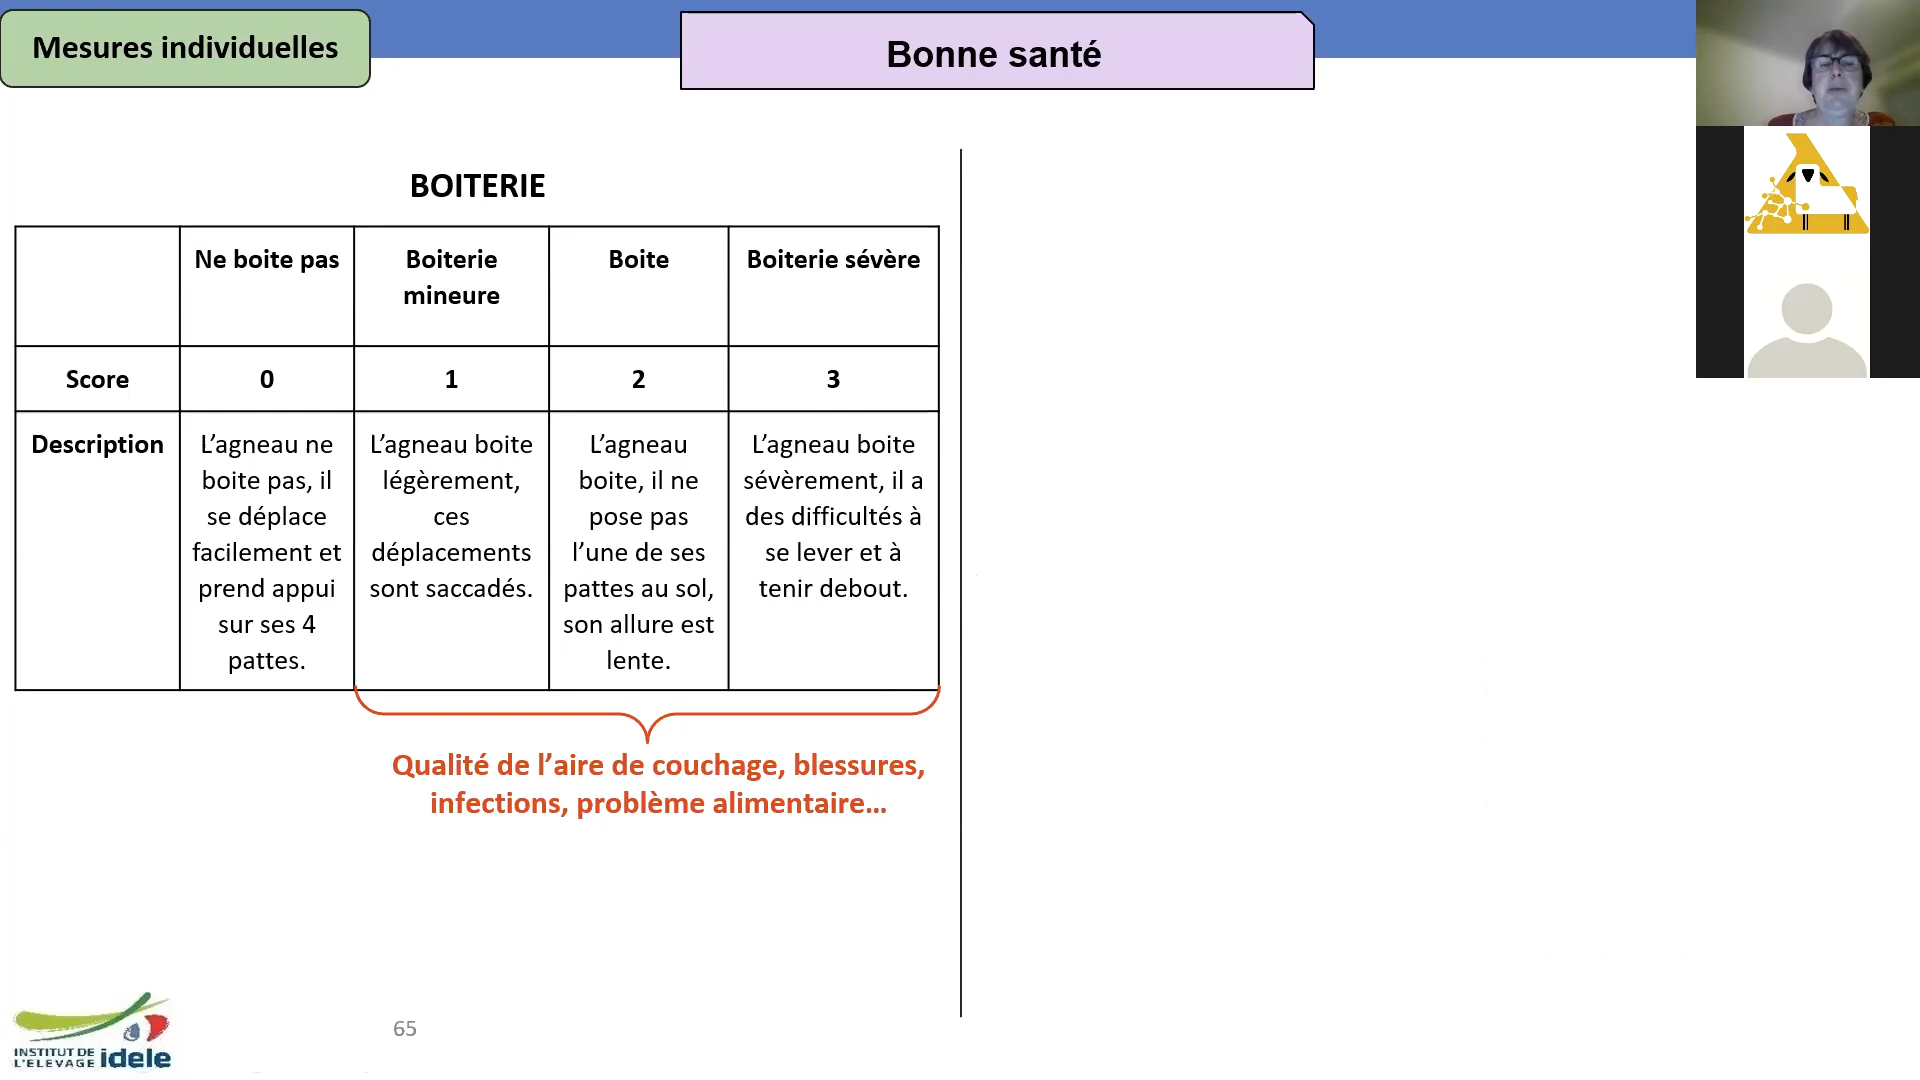 Mesures individuelles
Bonne santé
BOITERIE
Ne boite pas
Boiterie
mineure
Boite
Boiterie sévère
Score
0
1
2
3
Description
L’agneau ne
boite pas, il
se déplace
facilement et
prend appui
sur ses 4
pattes.
L’agneau boite
légèrement,
ces
déplacements
sont saccadés.
L’agneau
boite, il ne
pose pas
l’une de ses
pattes au sol,
son allure est
lente.
L’agneau boite
sévèrement, il a
des difficultés à
se lever et à
tenir debout.
Qualité de l’aire de couchage, blessures,
infections, problème alimentaire…
INSTITUT DE
L'ELEVAGE idele
65